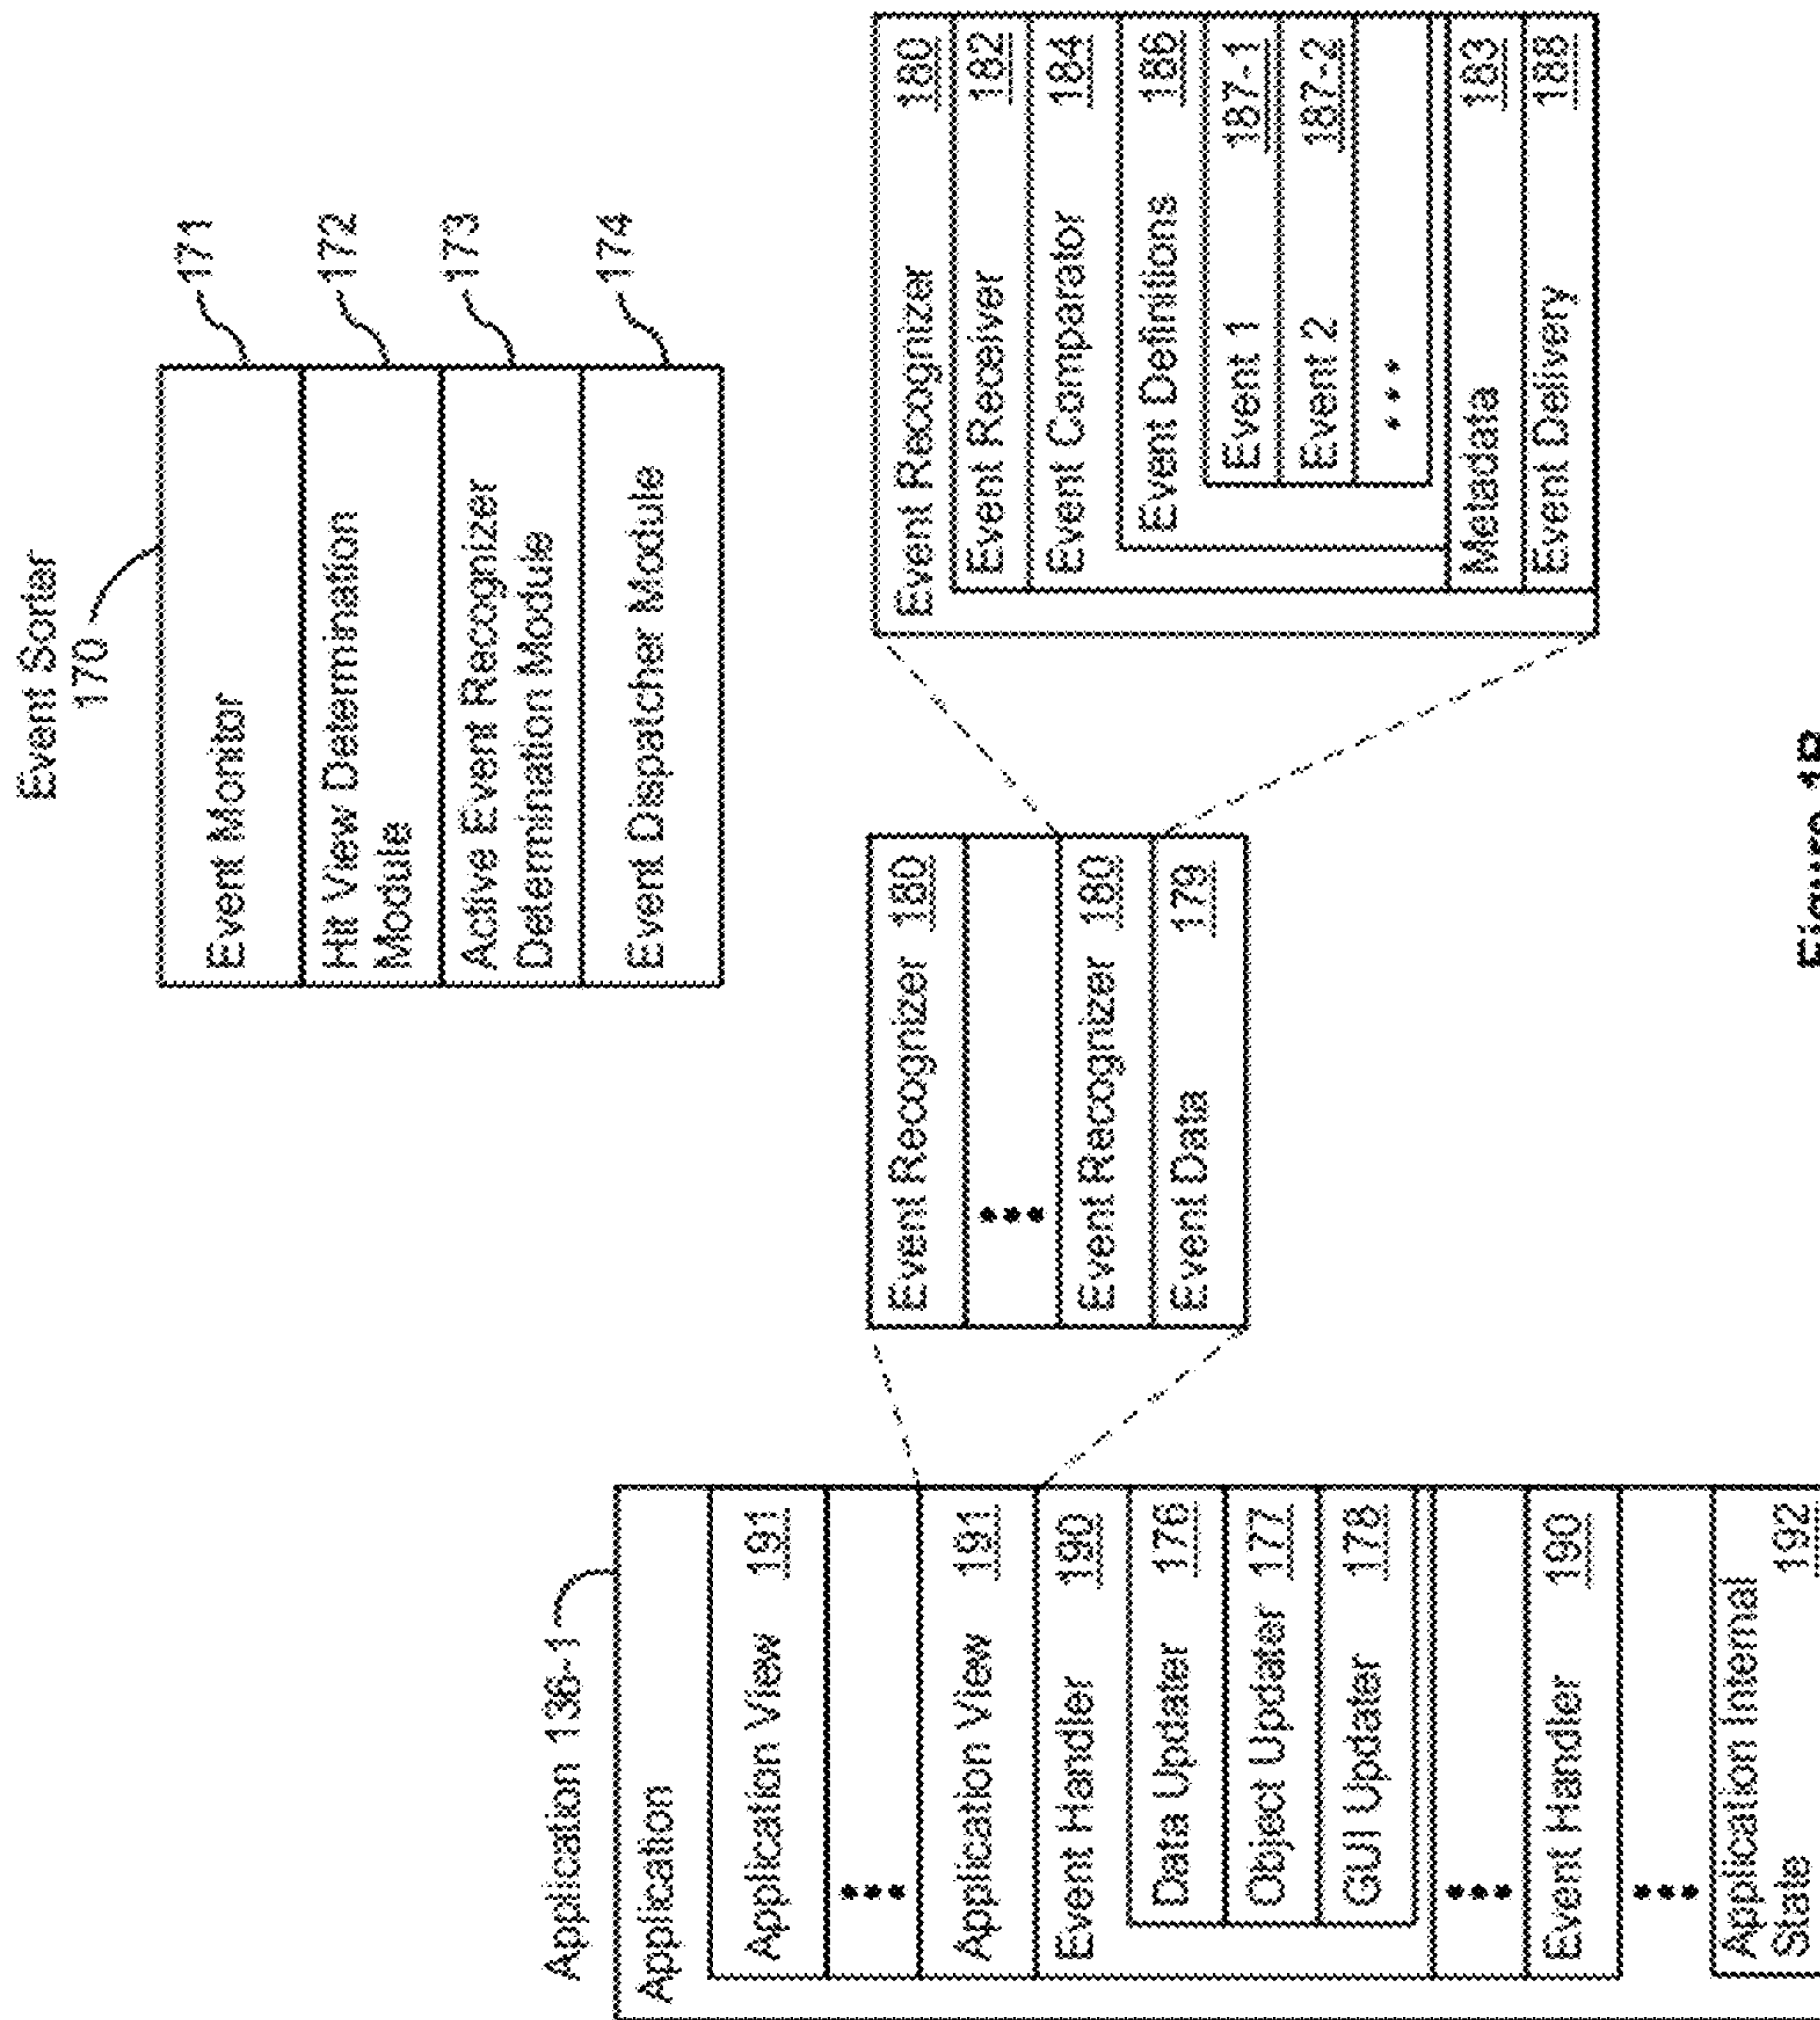 Event Sorter
170
Event Monitor 171
Hit View Determination
Module 172
Active Event Recognizer
Determination Module 173
Event Dispatcher Module 174
Application 136-1
Application
Application View 191
•••
Application View 191
Event Handler 190
Data Updater 176
Object Updater 177
GUI Updater 178
•••
Event Handler 190
•••
Application Internal
State 192
Event Recognizer 180
•••
Event Recognizer 180
Event Data 179
Event Recognizer 180
Event Receiver 182
Event Comparator 184
Event Definitions 186
Event 1 187-1
Event 2 187-2
•••
Metadata 183
Event Delivery 188
Figure 1B